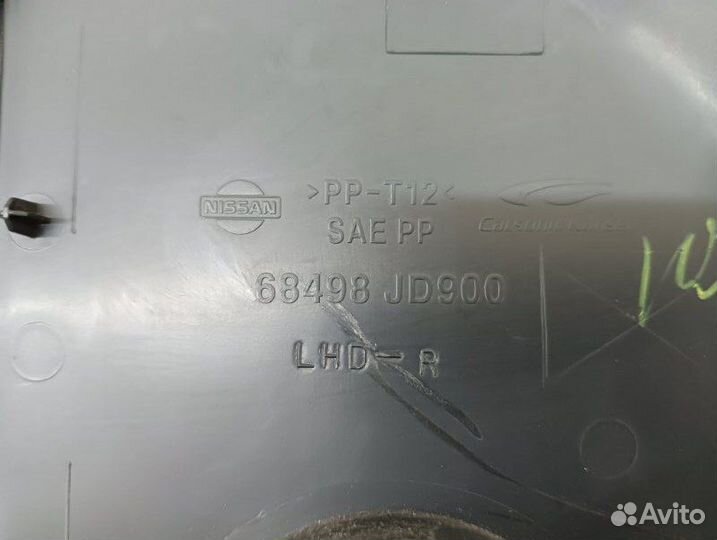 NISSAN
>PP-T12<
SAE PP
68498 JD900
LHD-R
Avito